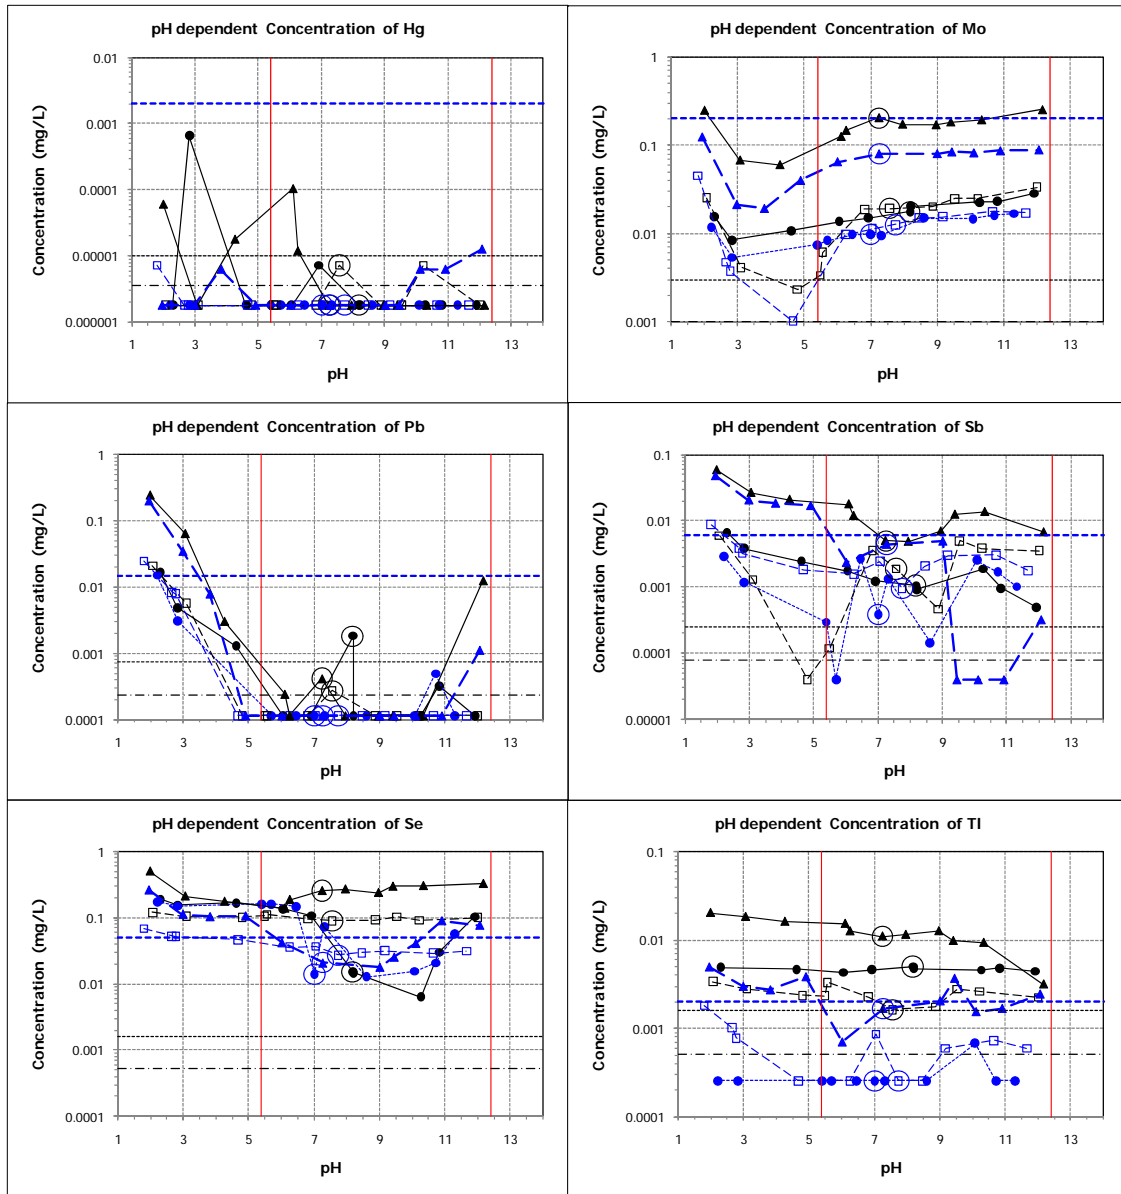 pH dependent Concentration of Hg
0.01
0.001
0.0001
0.00001
0.000001
1 3 5 7 9 11 13
Concentration (mg/L)
pH
pH dependent Concentration of Mo
1
0.1
0.01
0.001
1 3 5 7 9 11 13
Concentration (mg/L)
pH
pH dependent Concentration of Pb
1
0.1
0.01
0.001
0.0001
1 3 5 7 9 11 13
Concentration (mg/L)
pH
pH dependent Concentration of Sb
0.1
0.01
0.001
0.0001
0.00001
1 3 5 7 9 11 13
Concentration (mg/L)
pH
pH dependent Concentration of Se
1
0.1
0.01
0.001
0.0001
1 3 5 7 9 11 13
Concentration (mg/L)
pH
pH dependent Concentration of Tl
0.1
0.01
0.001
0.0001
1 3 5 7 9 11 13
Concentration (mg/L)
pH